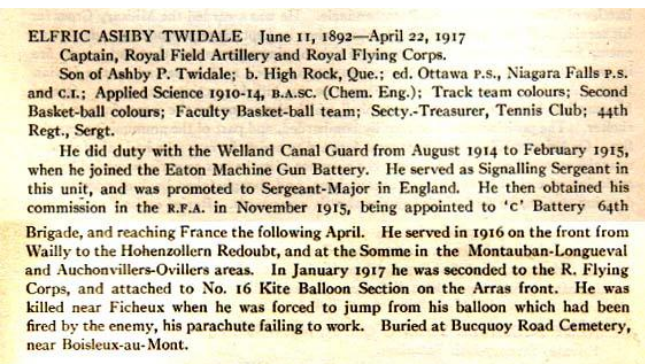 ELFRIC ASHBY TWIDALE June 11, 1892—April 22, 1917
Captain, Royal Field Artillery and Royal Flying Corps.
Son of Ashby P. Twidale; b. High Rock, Que.; ed. Ottawa P.S., Niagara Falls P.S.
and C.I.; Applied Science 1910-14, B.A.SC. (Chem. Eng.); Track team colours; Second
Basket-ball colours; Faculty Basket-ball team; Secty.-Treasurer, Tennis Club; 44th
Regt., Sergt.
He did duty with the Welland Canal Guard from August 1914 to February 1915,
when he joined the Eaton Machine Gun Battery. He served as Signalling Sergeant in
this unit, and was promoted to Sergeant-Major in England. He then obtained his
commission in the R.F.A. in November 1915, being appointed to 'C' Battery 64th
Brigade, and reaching France the following April. He served in 1916 on the front from
Wailly to the Hohenzollern Redoubt, and at the Somme in the Montauban-Longueval
and Auchonvillers-Ovillers areas. In January 1917 he was seconded to the R. Flying
Corps, and attached to No. 16 Kite Balloon Section on the Arras front. He was
killed near Ficheux when he was forced to jump from his balloon which had been
fired by the enemy, his parachute failing to work. Buried at Bucquoy Road Cemetery,
near Boisleux-au-Mont.